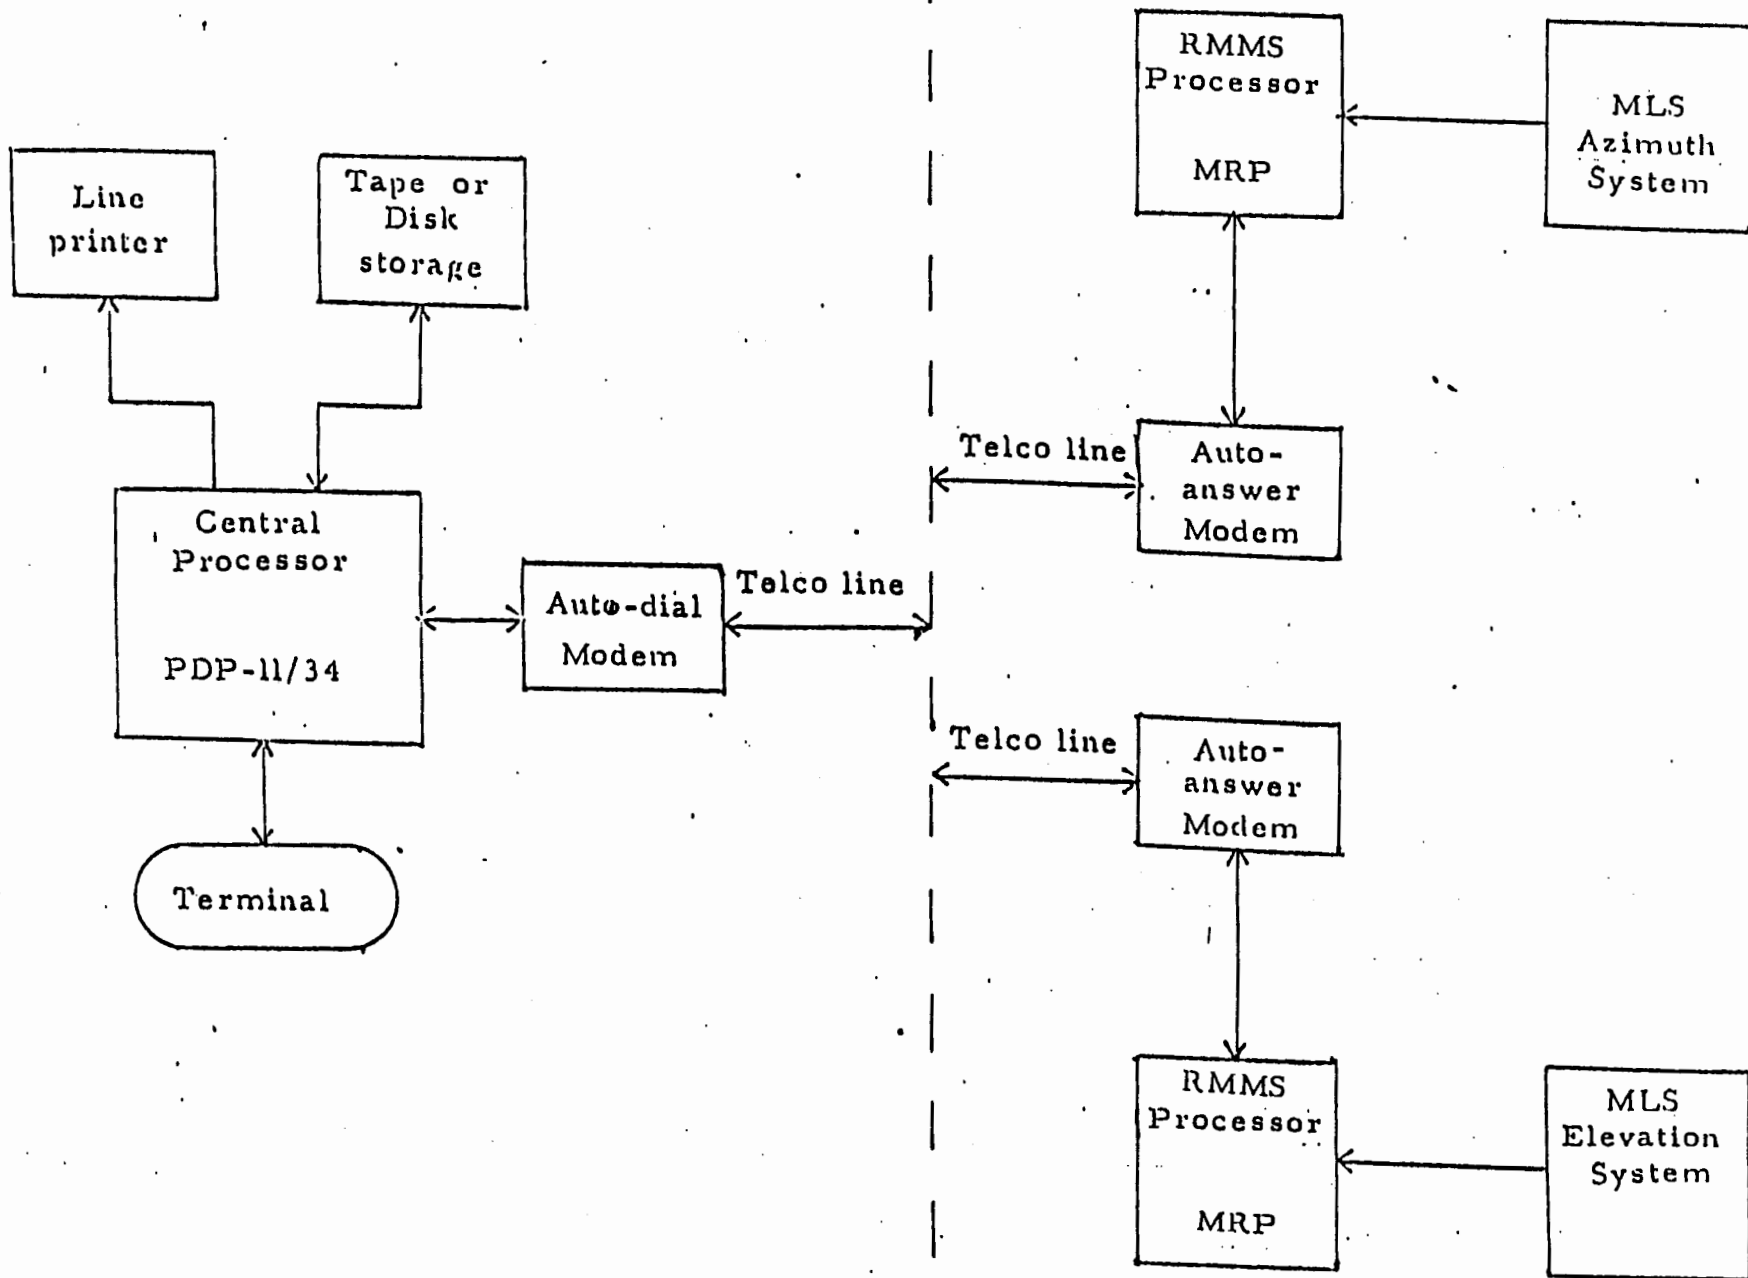 Line
printer
Tape or
Disk
storage
Central
Processor
PDP-11/34
Auto-dial
Modem
Telco line
Terminal
RMMS
Processor
MRP
MLS
Azimuth
System
Telco line
Auto-
answer
Modem
Telco line
Auto-
answer
Modem
RMMS
Processor
MRP
MLS
Elevation
System